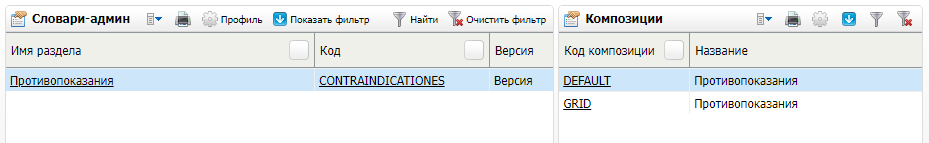 Словари-админ Профиль Показать фильтр Найти Очистить фильтр
Имя раздела Код Версия
Противопоказания CONTRAINDICATIONES Версия
Композиции
Код композиции Название
DEFAULT Противопоказания
GRID Противопоказания